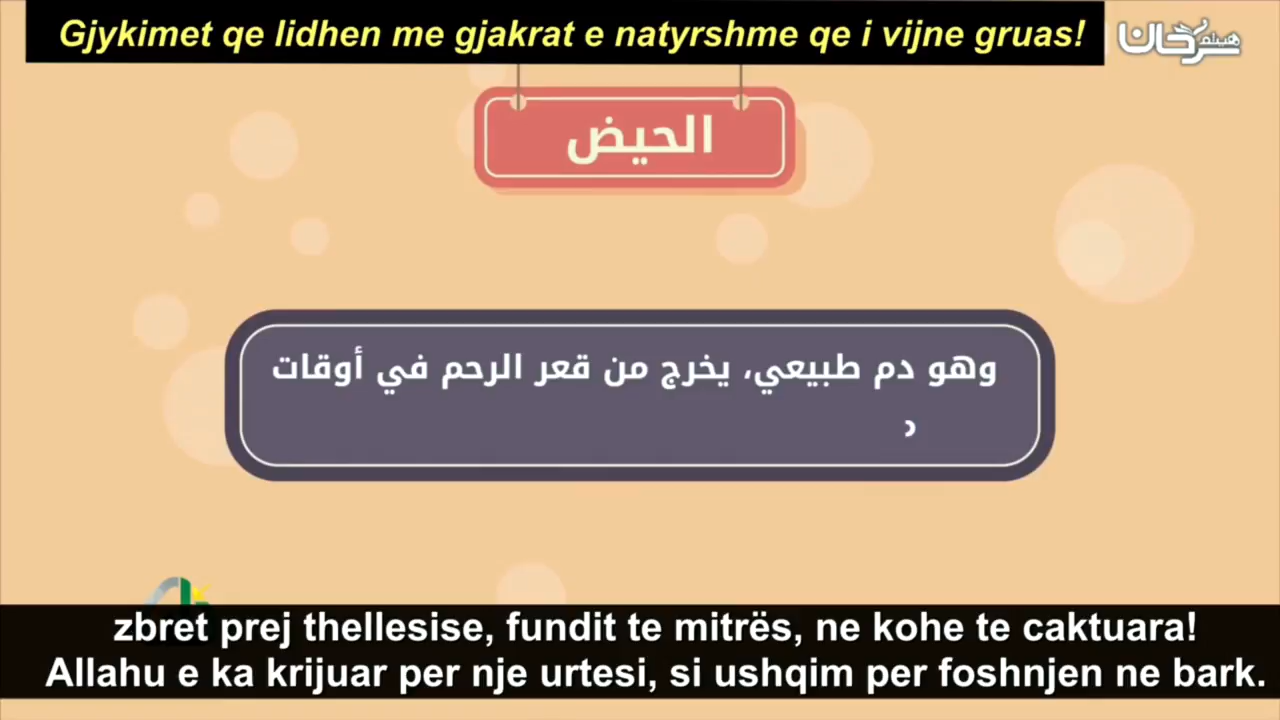 Gjykimet qe lidhen me gjakrat e natyrshme qe i vijne gruas!
هيثم سرحان
الحيض
وهو دم طبيعي، يخرج من قعر الرحم في أوقات
د
zbret prej thellesise, fundit te mitrës, ne kohe te caktuara!
Allahu e ka krijuar per nje urtesi, si ushqim per foshnjen ne bark.